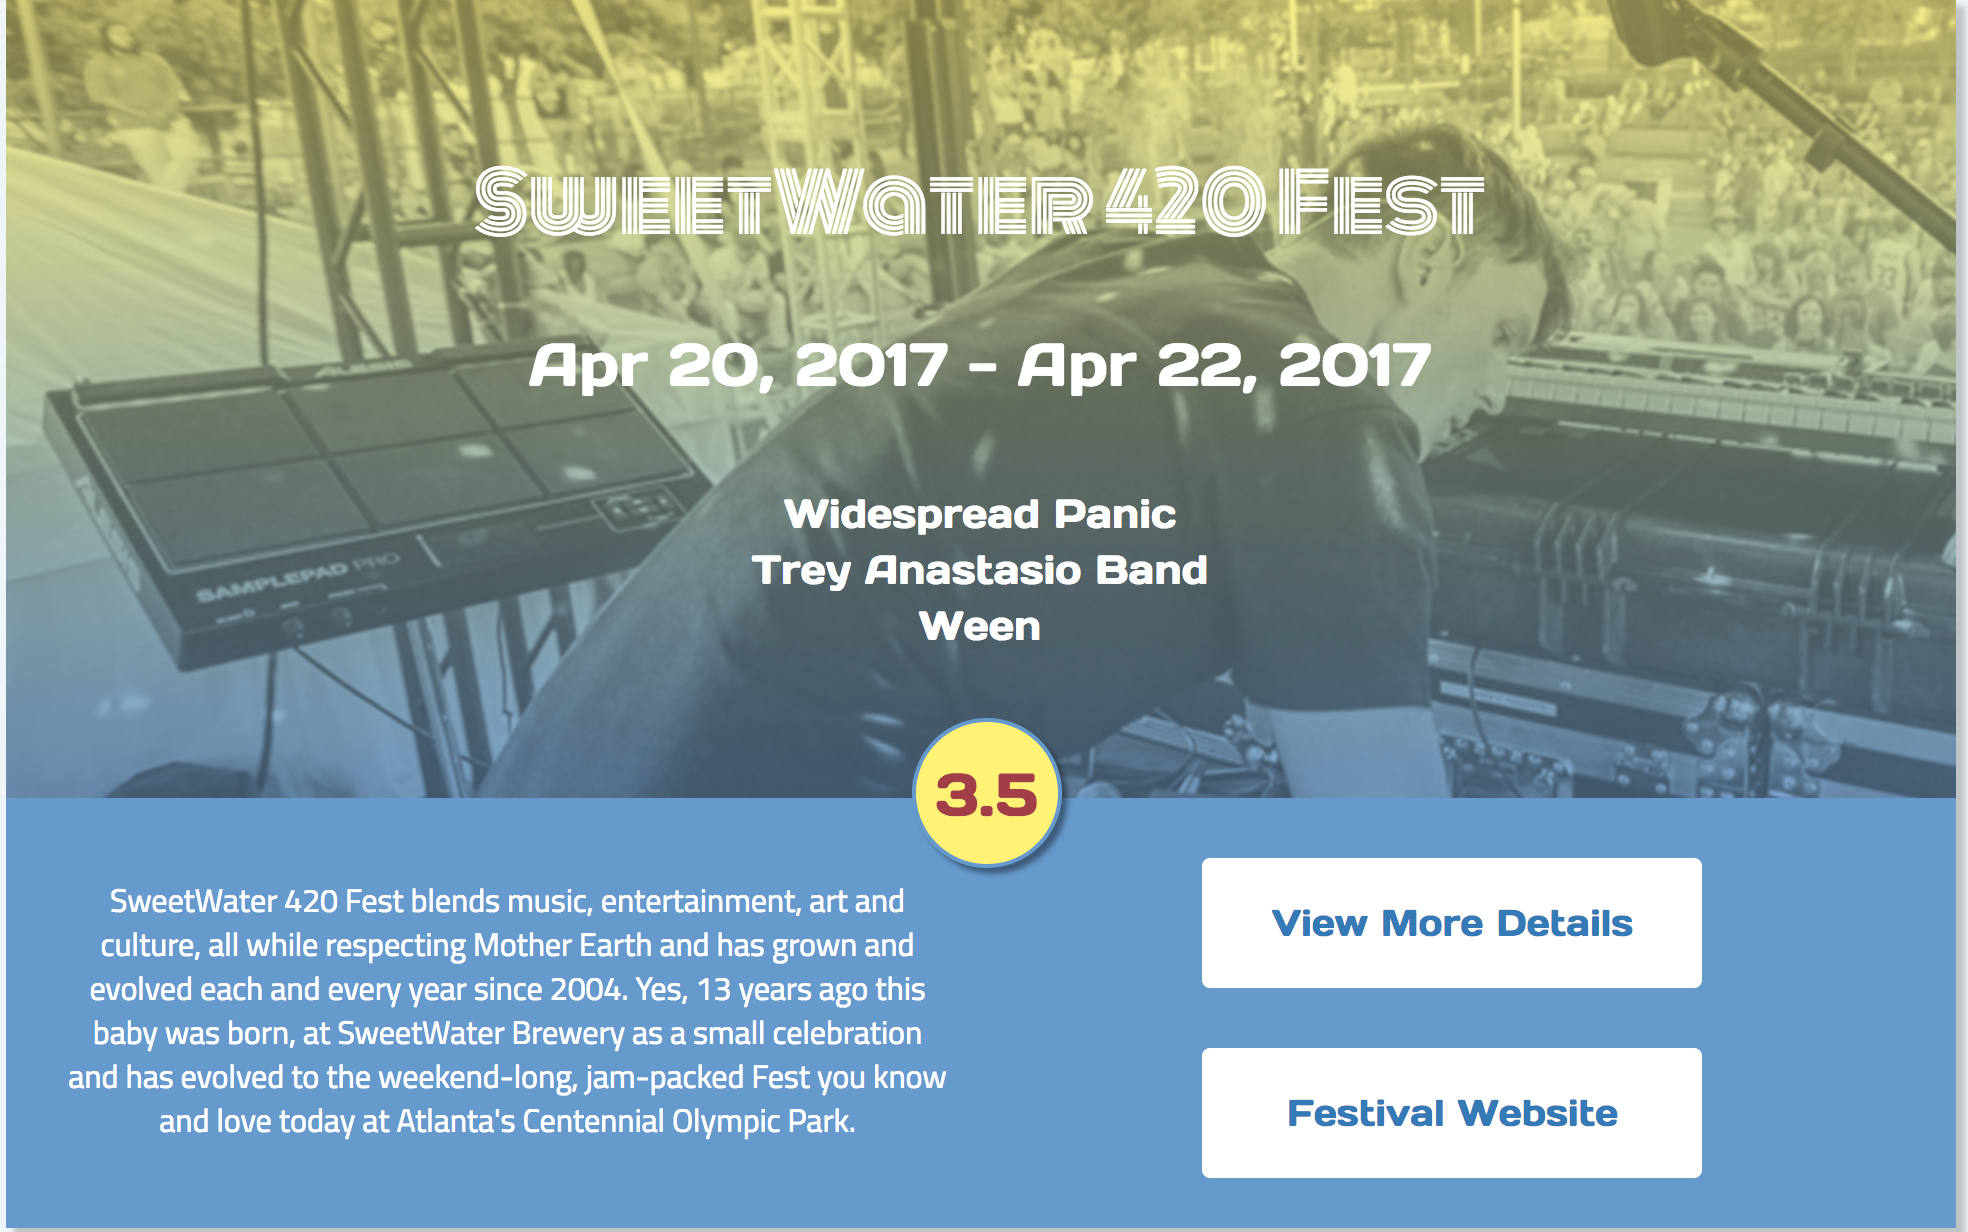 SweetWater 420 Fest
Apr 20, 2017 - Apr 22, 2017
ALESIS
Widespread Panic
Trey Anastasio Band
Ween
SAMPLEPAD PRO
33
3.5
SweetWater 420 Fest blends music, entertainment, art and
culture, all while respecting Mother Earth and has grown and
evolved each and every year since 2004. Yes, 13 years ago this
baby was born, at SweetWater Brewery as a small celebration
and has evolved to the weekend-long, jam-packed Fest you know
and love today at Atlanta's Centennial Olympic Park.
View More Details
Festival Website